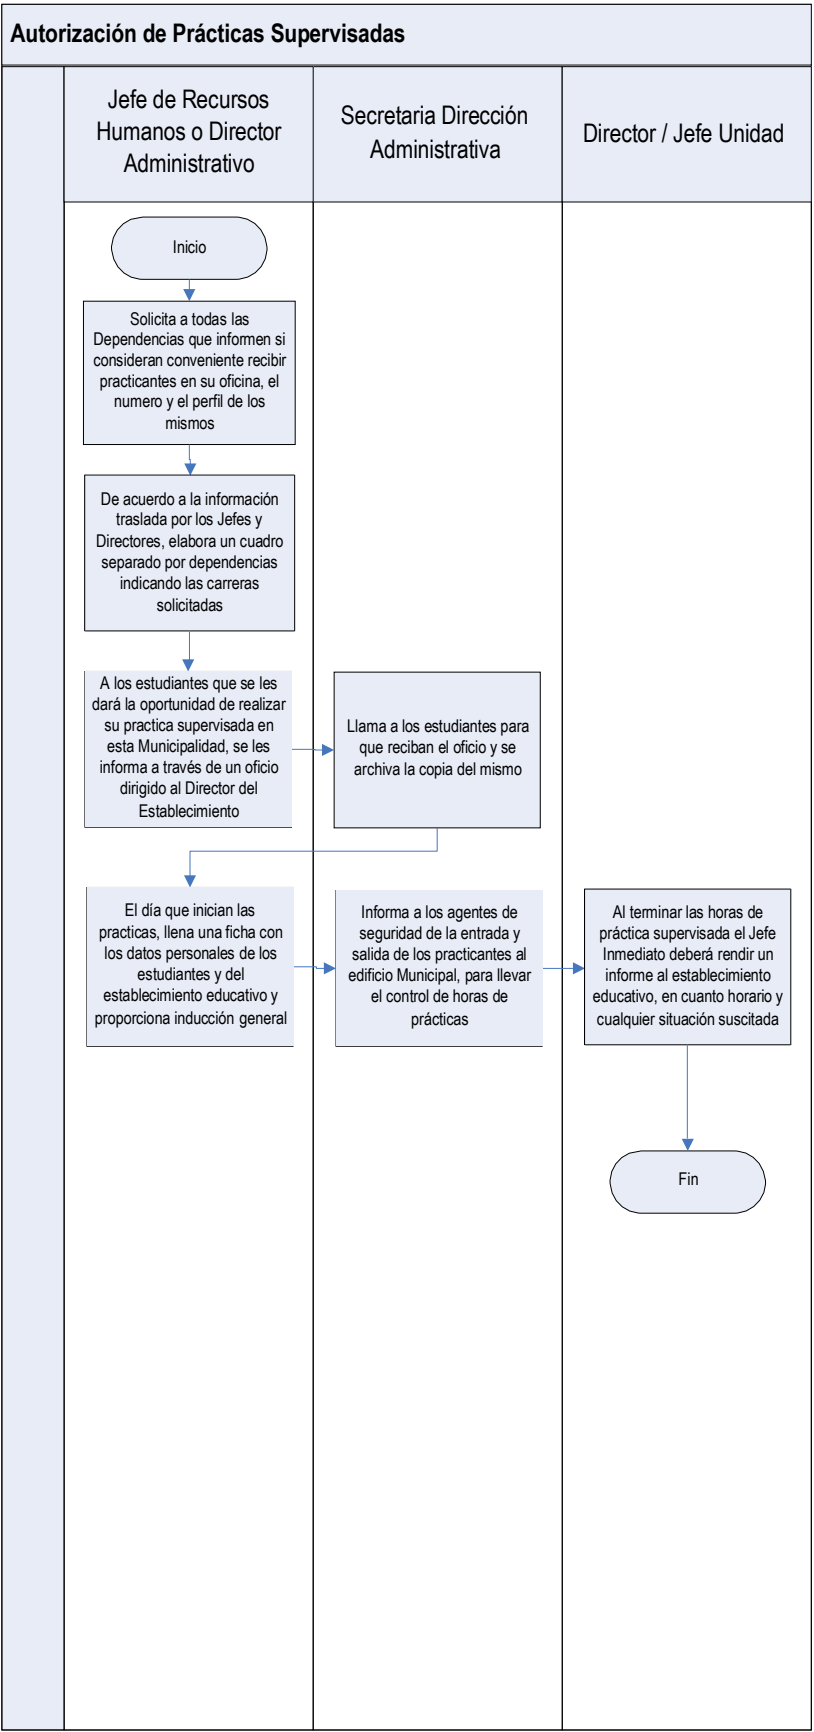 Autorización de Prácticas Supervisadas
Jefe de Recursos
Humanos o Director
Administrativo
Secretaria Dirección
Administrativa
Director / Jefe Unidad
Inicio
Solicita a todas las
Dependencias que informen si
consideran conveniente recibir
practicantes en su oficina, el
numero y el perfil de los
mismos
De acuerdo a la información
traslada por los Jefes y
Directores, elabora un cuadro
separado por dependencias
indicando las carreras
solicitadas
A los estudiantes que se les
dará la oportunidad de realizar
su practica supervisada en
esta Municipalidad, se les
informa a través de un oficio
dirigido al Director del
Establecimiento
Llama a los estudiantes para
que reciban el oficio y se
archiva la copia del mismo
El día que inician las
practicas, llena una ficha con
los datos personales de los
estudiantes y del
establecimiento educativo y
proporciona inducción general
Informa a los agentes de
seguridad de la entrada y
salida de los practicantes al
edificio Municipal, para llevar
el control de horas de
prácticas
Al terminar las horas de
práctica supervisada el Jefe
Inmediato deberá rendir un
informe al establecimiento
educativo, en cuanto horario y
cualquier situación suscitada
Fin